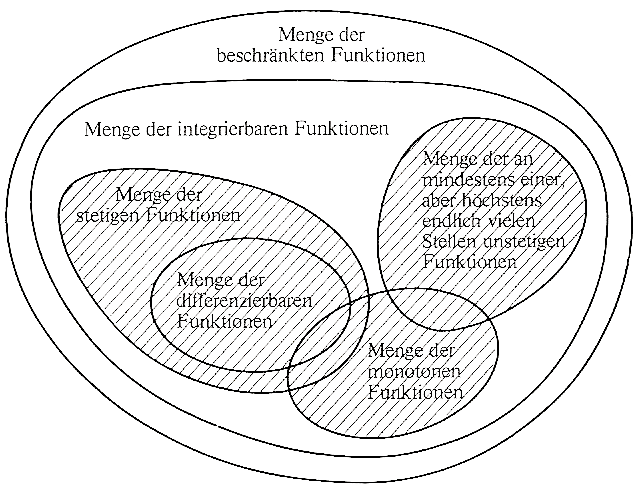 Menge der
beschränkten Funktionen
Menge der integrierbaren Funktionen
Menge der an
mindestens einer,
aber höchstens
endlich vielen
Stellen unstetigen
Funktionen
Menge der
stetigen Funktionen
Menge der
differenzierbaren
Funktionen
Menge der
monotonen
Funktionen